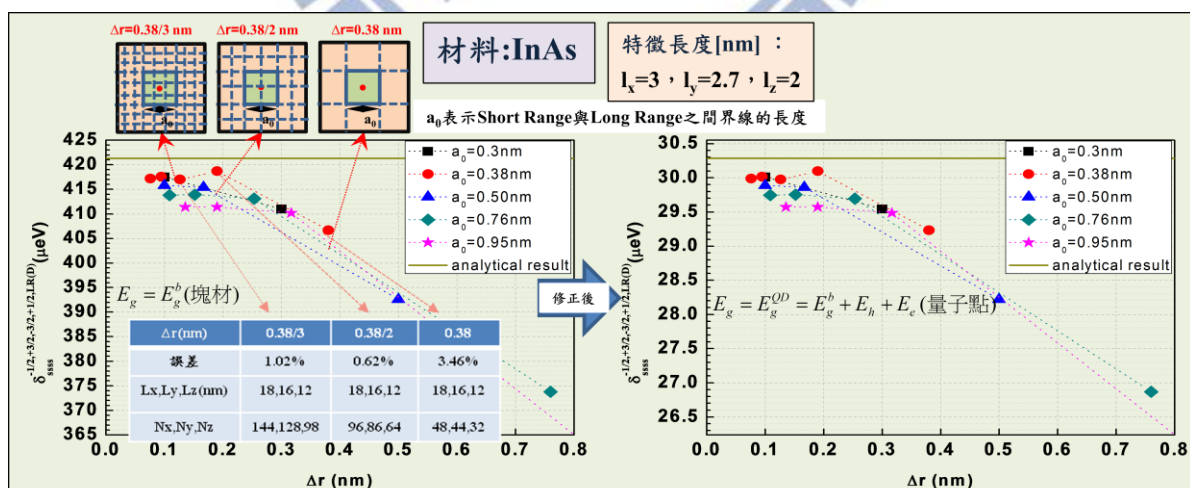 Δr=0.38/3 nm
Δr=0.38/2 nm
Δr=0.38 nm
a₀
a₀
a₀
材料:InAs
特徵長度[nm]：
lₓ=3，l_y=2.7，l_z=2
a₀表示Short Range與Long Range之間界線的長度
425
420
415
410
405
400
395
390
385
380
375
370
365
δ_ssss^-1/2,+3/2,-3/2,+1/2,LR(D) (μeV)
a₀=0.3nm
a₀=0.38nm
a₀=0.50nm
a₀=0.76nm
a₀=0.95nm
analytical result
E_g = E_g^b (塊材)
Δr(nm) 0.38/3 0.38/2 0.38
誤差 1.02% 0.62% 3.46%
Lx,Ly,Lz(nm) 18,16,12 18,16,12 18,16,12
Nx,Ny,Nz 144,128,98 96,86,64 48,44,32
0.0 0.1 0.2 0.3 0.4 0.5 0.6 0.7 0.8
Δr (nm)
修正後
30.5
30.0
29.5
29.0
28.5
28.0
27.5
27.0
26.5
δ_ssss^-1/2,+3/2,-3/2,+1/2,LR(D) (μeV)
a₀=0.3nm
a₀=0.38nm
a₀=0.50nm
a₀=0.76nm
a₀=0.95nm
analytical result
E_g = E_g^QD = E_g^b + E_h + E_e (量子點)
0.0 0.1 0.2 0.3 0.4 0.5 0.6 0.7 0.8
Δr (nm)